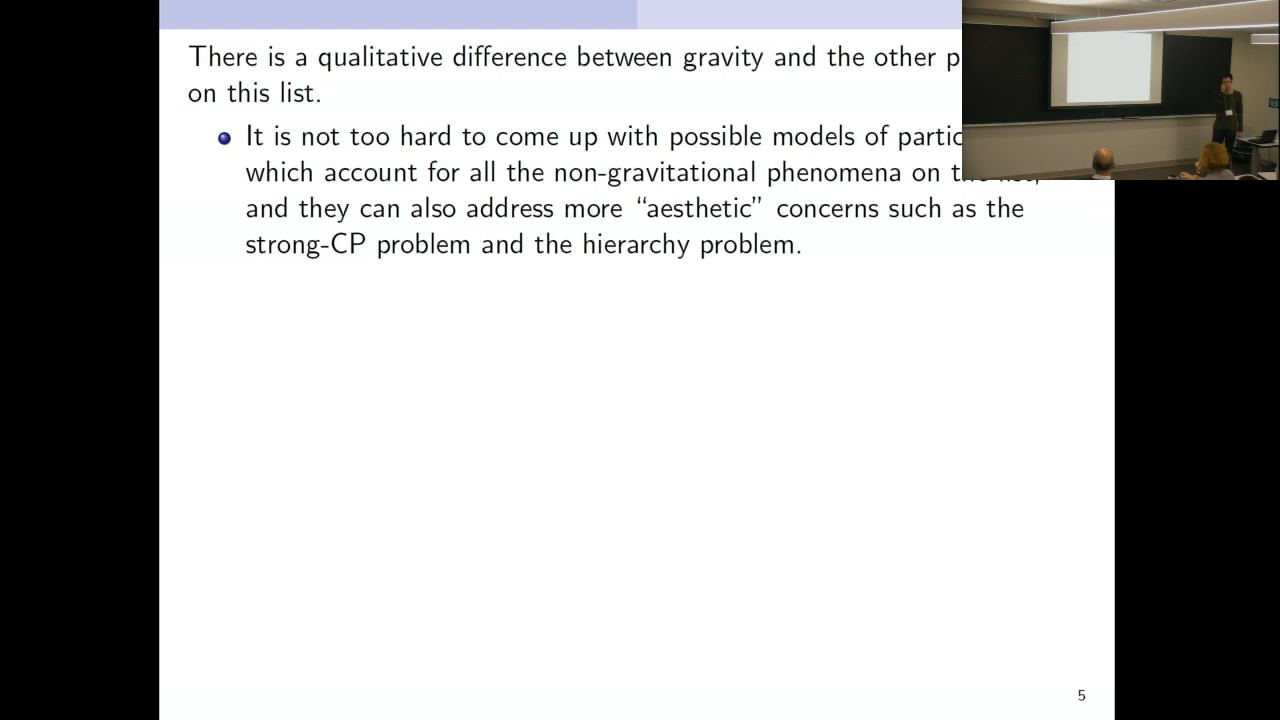 There is a qualitative difference between gravity and the other
on this list.
It is not too hard to come up with possible models of
which account for all the non-gravitational phenomena on
and they can also address more “aesthetic” concerns such as the
strong-CP problem and the hierarchy problem.
5